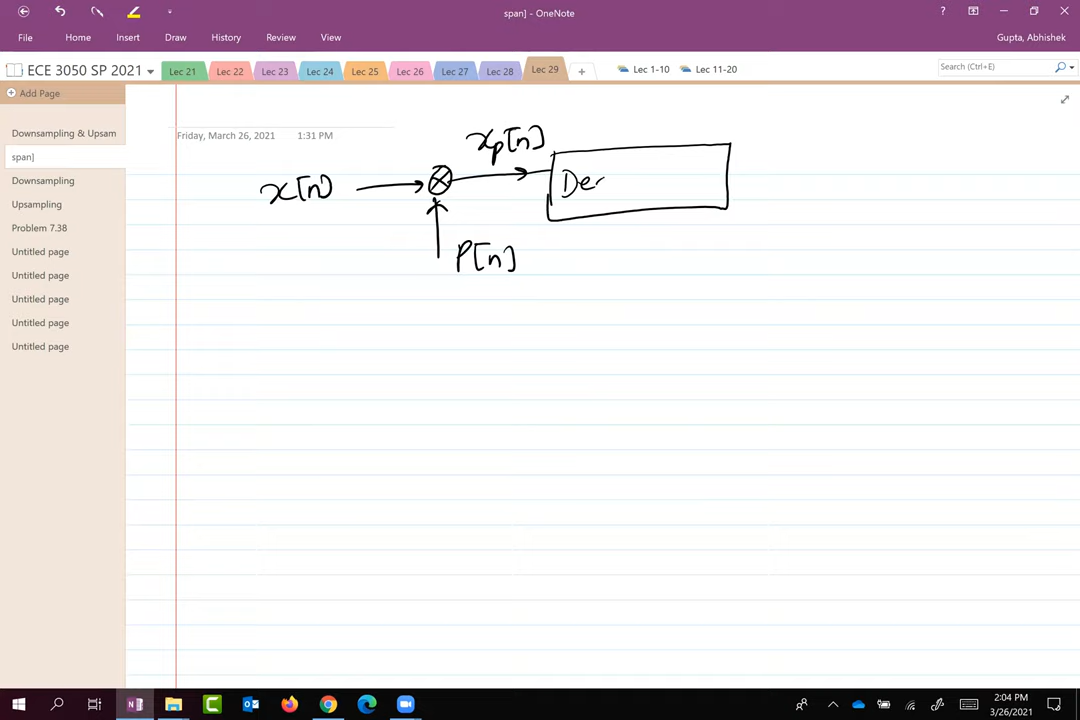 span] - OneNote
Gupta, Abhishek
File Home Insert Draw History Review View
ECE 3050 SP 2021
Lec 21 Lec 22 Lec 23 Lec 24 Lec 25 Lec 26 Lec 27 Lec 28 Lec 29 Lec 1-10 Lec 11-20
Search (Ctrl+E)
Add Page
Downsampling & Upsam
span]
Downsampling
Upsampling
Problem 7.38
Untitled page
Untitled page
Untitled page
Untitled page
Untitled page
Friday, March 26, 2021 1:31 PM
xp[n]
x[n]
Dec
p[n]
2:04 PM
3/26/2021